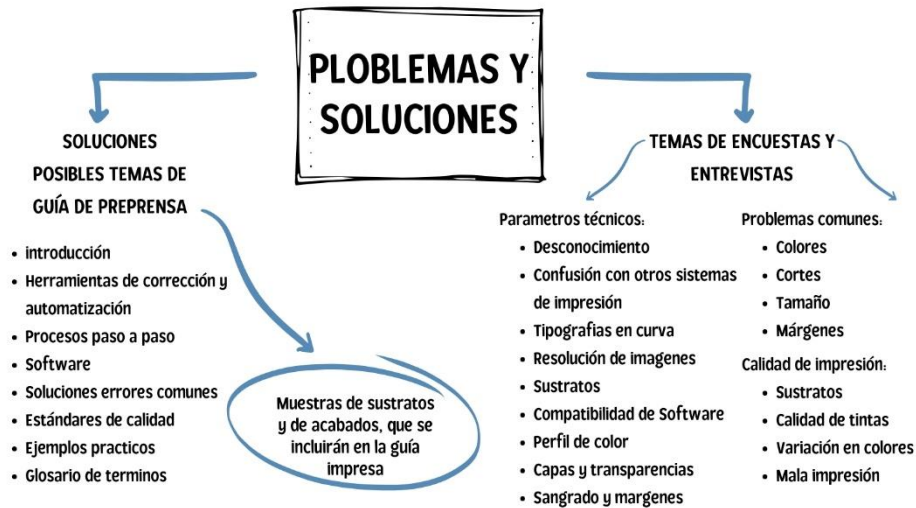 PLOBLEMAS Y
SOLUCIONES
SOLUCIONES
POSIBLES TEMAS DE
GUÍA DE PREPRENSA
• introducción
• Herramientas de corrección y
automatización
• Procesos paso a paso
• Software
• Soluciones errores comunes
• Estándares de calidad
• Ejemplos practicos
• Glosario de terminos
Muestras de sustratos
y de acabados, que se
incluirán en la guía
impresa
TEMAS DE ENCUESTAS Y
ENTREVISTAS
Parametros técnicos:
• Desconocimiento
• Confusión con otros sistemas
de impresión
• Tipografias en curva
• Resolución de imagenes
• Sustratos
• Compatibilidad de Software
• Perfil de color
• Capas y transparencias
• Sangrado y margenes
Problemas comunes:
• Colores
• Cortes
• Tamaño
• Márgenes
Calidad de impresión:
• Sustratos
• Calidad de tintas
• Variación en colores
• Mala impresión